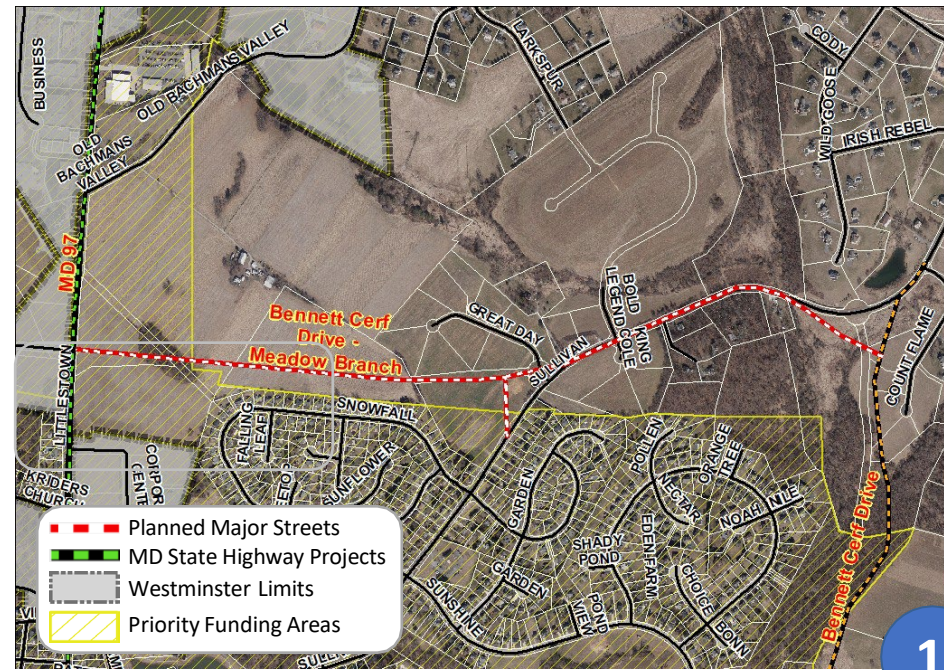 BUSINESS
OLD BACHMANS VALLEY
OLD
BACHMANS
VALLEY
LARKSPUR
CODY
WILD GOOSE
IRISH REBEL
MD 97
Bennett Cerf
Drive -
Meadow Branch
GREAT DAY
BOLD
LEGEND
KING
COLE
SULLIVAN
COUNT FLAME
LITTLESTOWN
SNOWFALL
FALLING
LEAF
SUNFLOWER
GARDEN
POLLEN
NECTAR
ORANGE
TREE
NOAH NILE
KRIDERS
CHURCH
SHADY
POND
EDEN FARM
CHOICE
BONN
GARDEN
POND
VIEW
SUNSHINE
Bennett Cerf Drive
Planned Major Streets
MD State Highway Projects
Westminster Limits
Priority Funding Areas
1